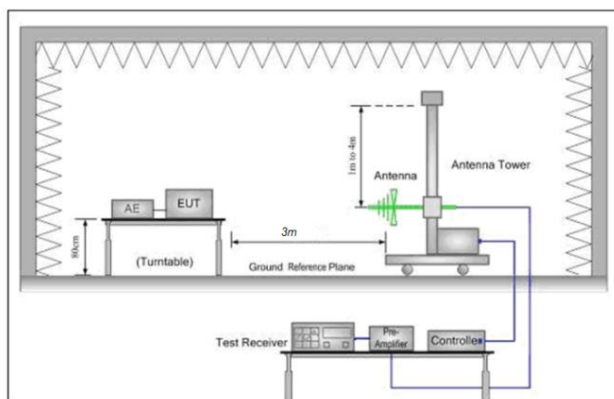 1m to 4m
Antenna
Antenna Tower
AE
EUT
3m
80cm
(Turntable)
Ground Reference Plane
Test Receiver
Pre-
Amplifier
Controller